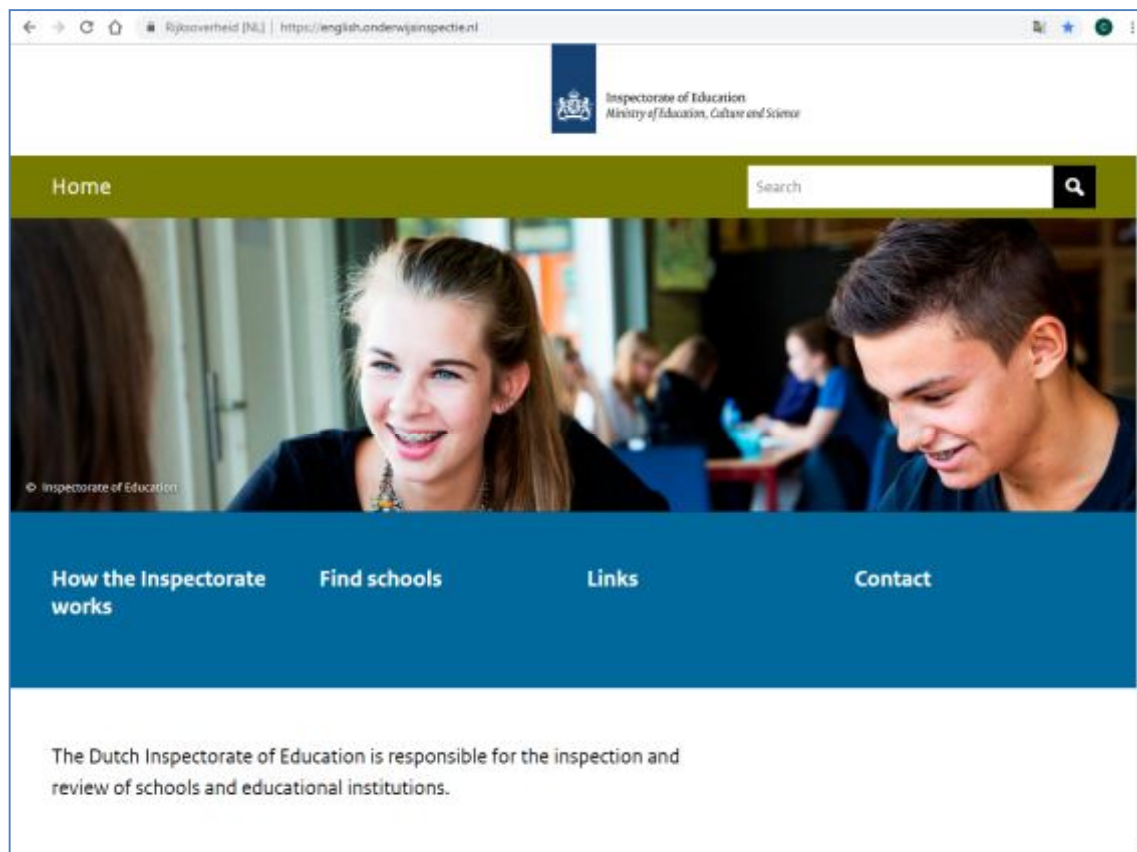 Rijksoverheid [NL] | https://english.onderwijsinspectie.nl
Inspectorate of Education
Ministry of Education, Culture and Science
Home
Search
© Inspectorate of Education
How the Inspectorate
works
Find schools
Links
Contact
The Dutch Inspectorate of Education is responsible for the inspection and
review of schools and educational institutions.